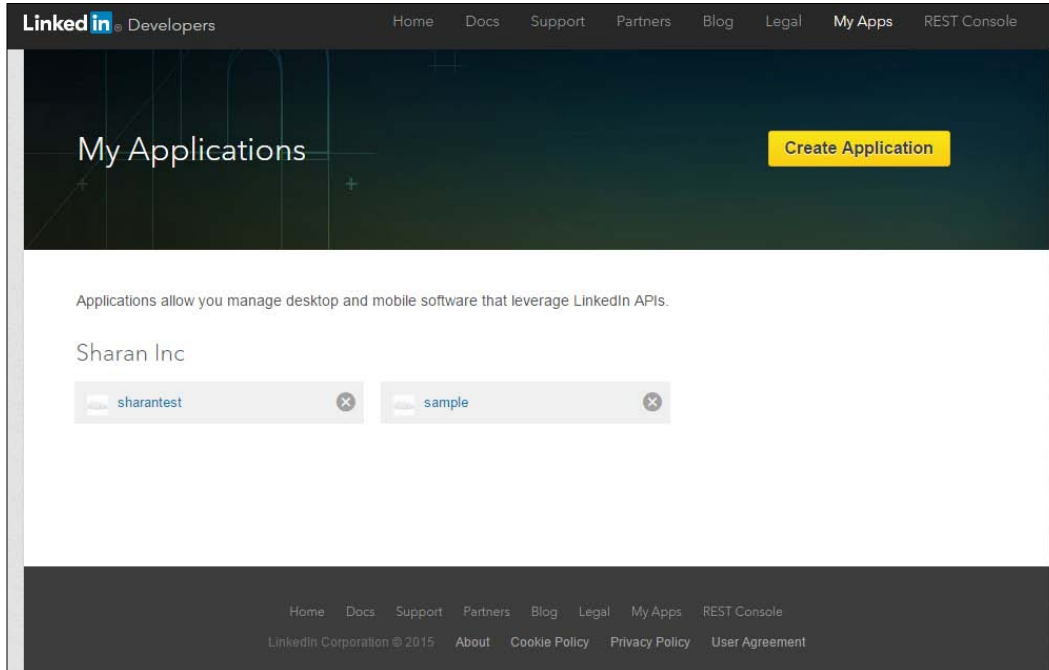 Linked in ® Developers Home Docs Support Partners Blog Legal My Apps REST Console
My Applications Create Application
Applications allow you manage desktop and mobile software that leverage LinkedIn APIs.
Sharan Inc
sharantest sample
Home Docs Support Partners Blog Legal My Apps REST Console
LinkedIn Corporation © 2015 About Cookie Policy Privacy Policy User Agreement